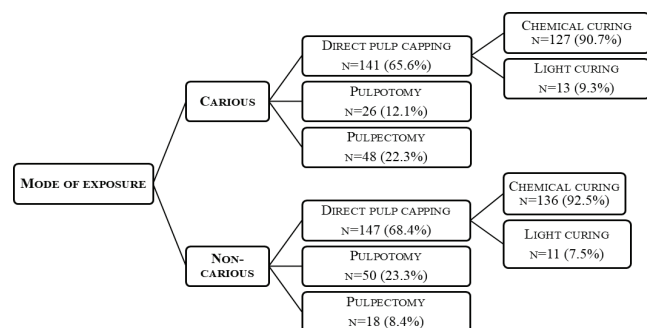 MODE OF EXPOSURE
CARIOUS
DIRECT PULP CAPPING
N=141 (65.6%)
CHEMICAL CURING
N=127 (90.7%)
LIGHT CURING
N=13 (9.3%)
PULPOTOMY
N=26 (12.1%)
PULPECTOMY
N=48 (22.3%)
NON-
CARIOUS
DIRECT PULP CAPPING
N=147 (68.4%)
CHEMICAL CURING
N=136 (92.5%)
LIGHT CURING
N=11 (7.5%)
PULPOTOMY
N=50 (23.3%)
PULPECTOMY
N=18 (8.4%)